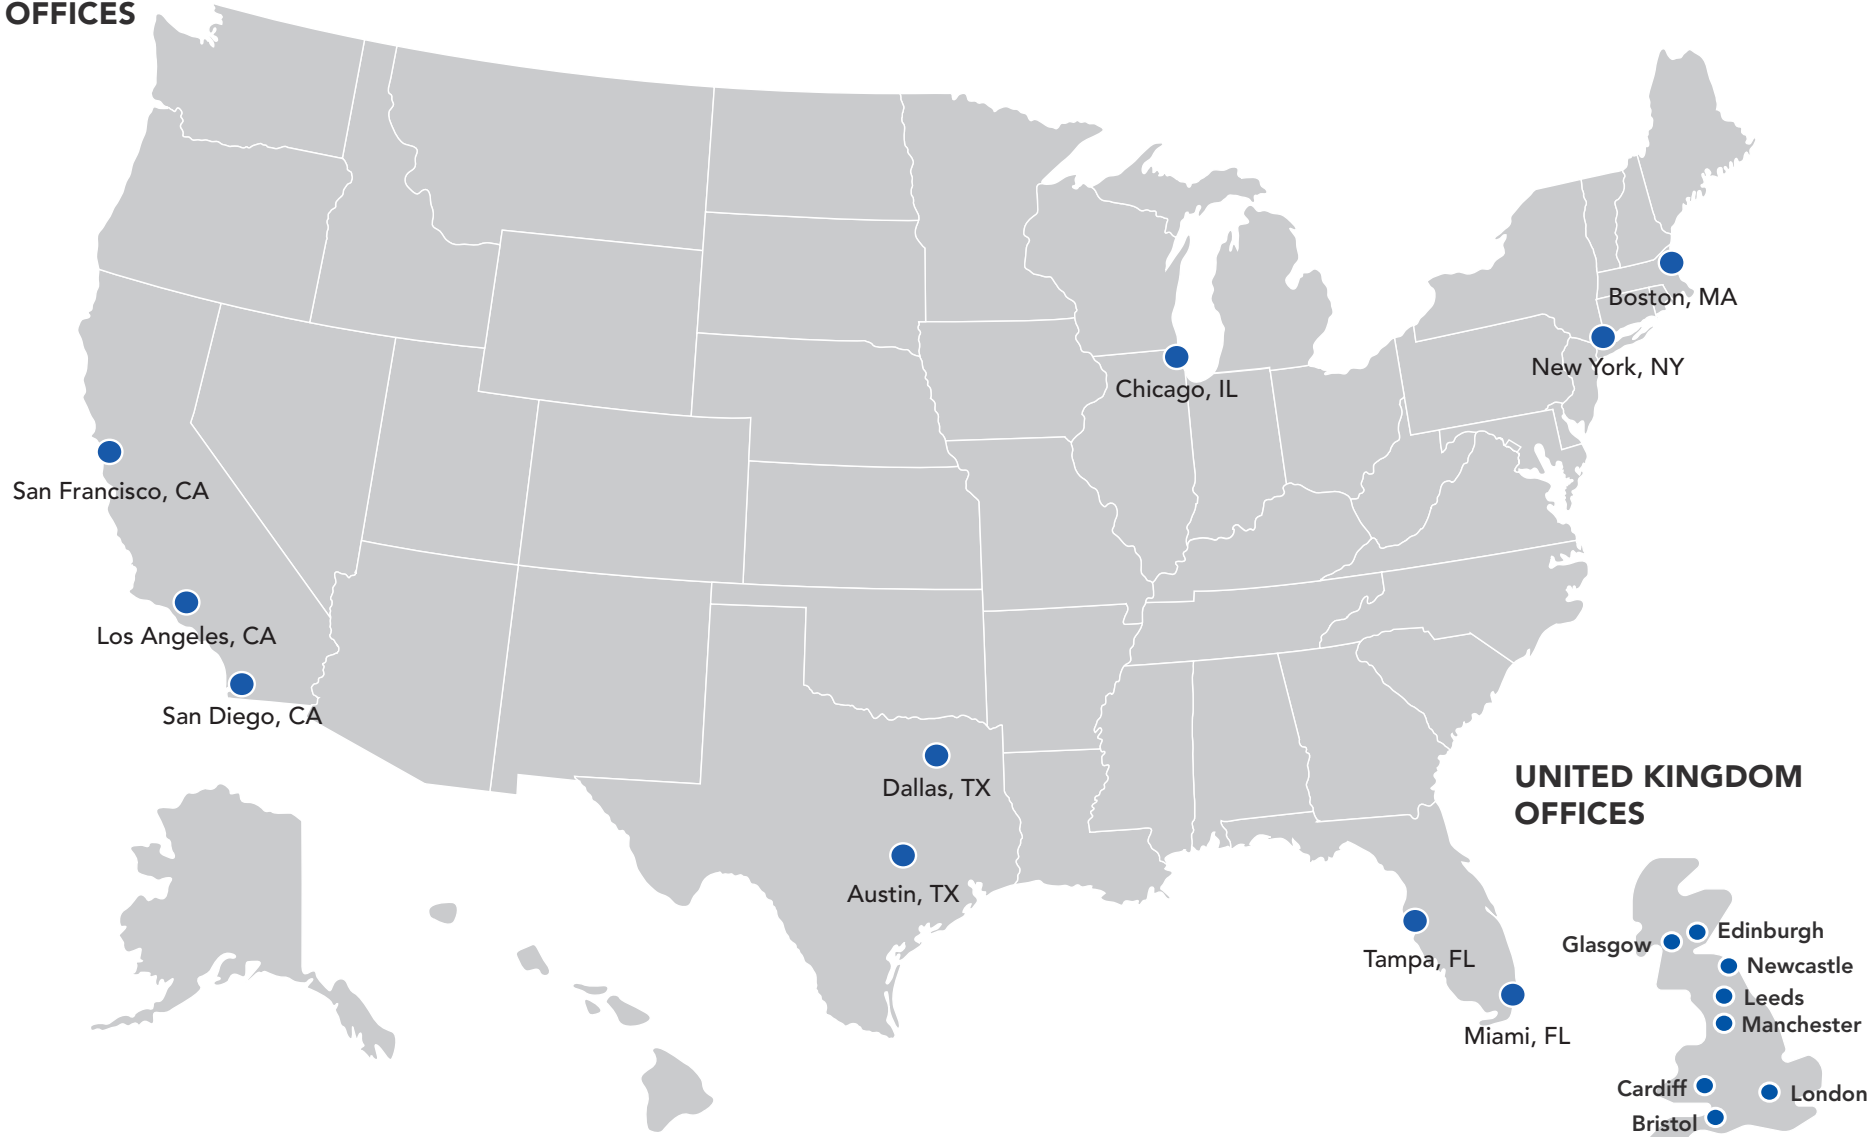 OFFICES
Boston, MA
New York, NY
Chicago, IL
San Francisco, CA
Los Angeles, CA
San Diego, CA
Dallas, TX
Austin, TX
Tampa, FL
Miami, FL
UNITED KINGDOM
OFFICES
Edinburgh
Glasgow
Newcastle
Leeds
Manchester
Cardiff
London
Bristol